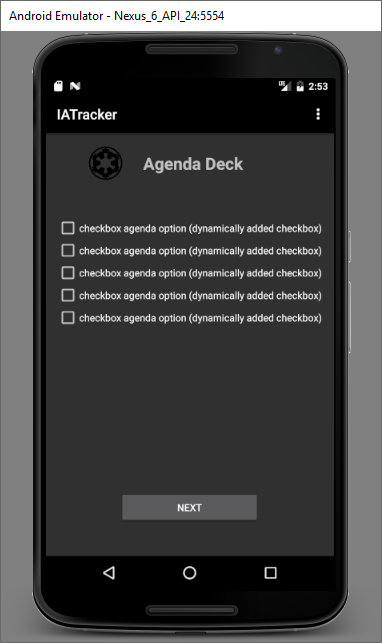 Android Emulator - Nexus_6_API_24:5554
LTE 2:53
IATracker
Agenda Deck
checkbox agenda option (dynamically added checkbox)
checkbox agenda option (dynamically added checkbox)
checkbox agenda option (dynamically added checkbox)
checkbox agenda option (dynamically added checkbox)
checkbox agenda option (dynamically added checkbox)
NEXT